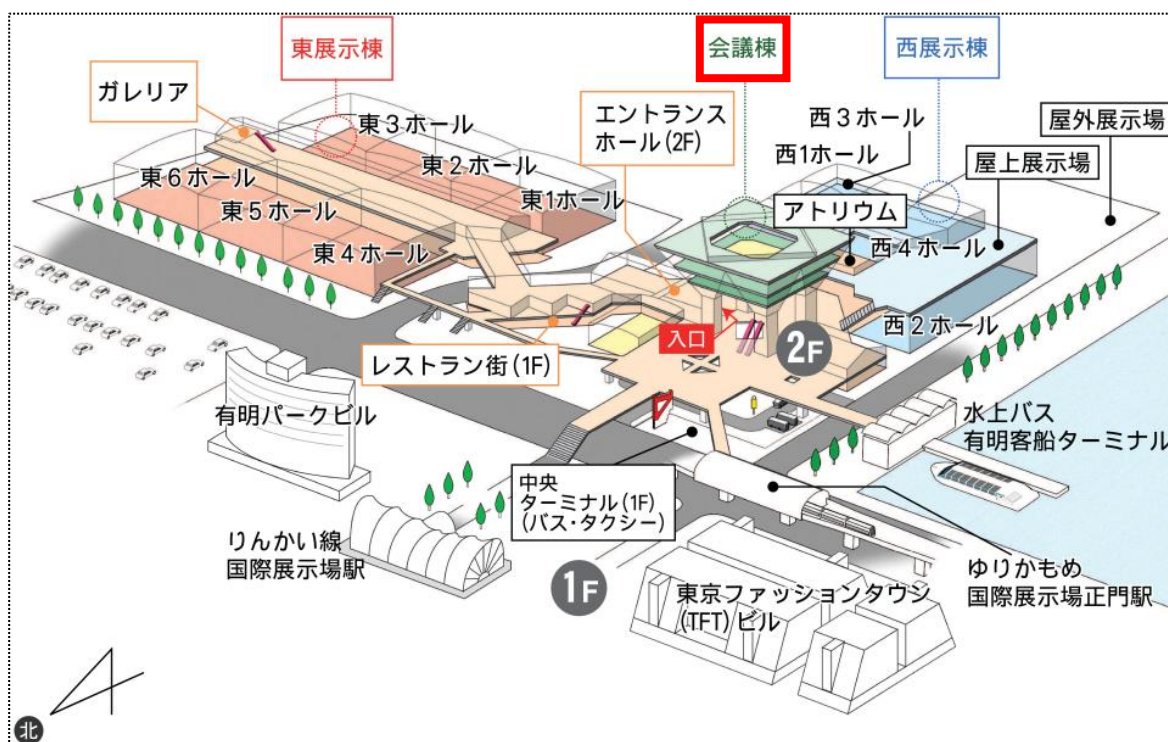 東展示棟
会議棟
西展示棟
ガレリア
エントランス
ホール(2F)
西3ホール
西1ホール
屋外展示場
屋上展示場
東3ホール
東2ホール
東1ホール
東6ホール
東5ホール
東4ホール
アトリウム
西4ホール
西2ホール
入口
2F
レストラン街(1F)
有明パークビル
水上バス
有明客船ターミナル
中央
ターミナル(1F)
(バス・タクシー)
りんかい線
国際展示場駅
1F
東京ファッションタウン
(TFT)ビル
ゆりかもめ
国際展示場正門駅
北